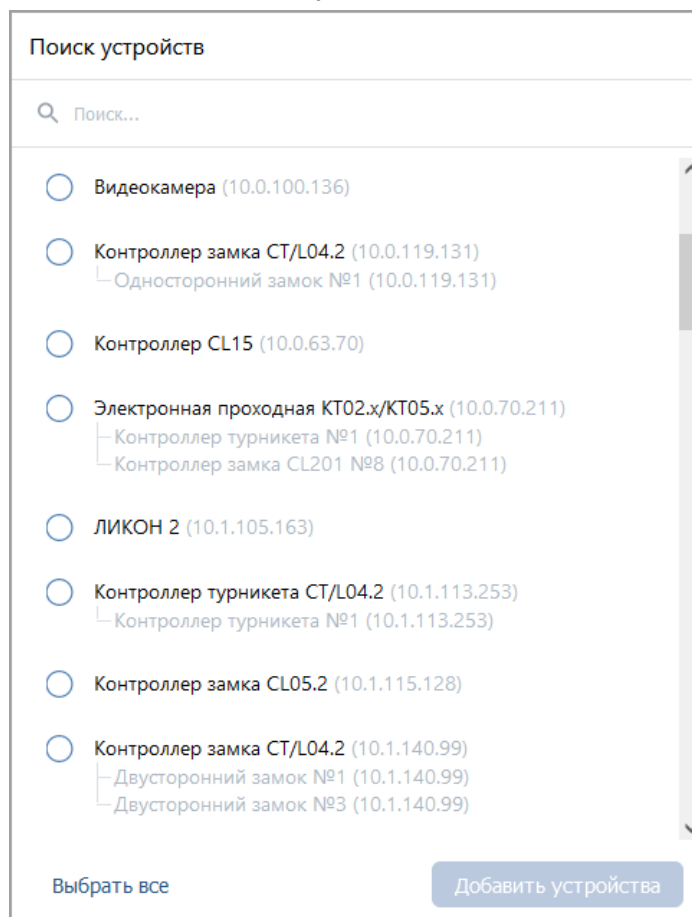 Поиск устройств
Поиск...
Видеокамера (10.0.100.136)
Контроллер замка CT/L04.2 (10.0.119.131)
Односторонний замок №1 (10.0.119.131)
Контроллер CL15 (10.0.63.70)
Электронная проходная КТ02.x/КТ05.x (10.0.70.211)
Контроллер турникета №1 (10.0.70.211)
Контроллер замка CL201 №8 (10.0.70.211)
ЛИКОН 2 (10.1.105.163)
Контроллер турникета CT/L04.2 (10.1.113.253)
Контроллер турникета №1 (10.1.113.253)
Контроллер замка CL05.2 (10.1.115.128)
Контроллер замка CT/L04.2 (10.1.140.99)
Двусторонний замок №1 (10.1.140.99)
Двусторонний замок №3 (10.1.140.99)
Выбрать все
Добавить устройства